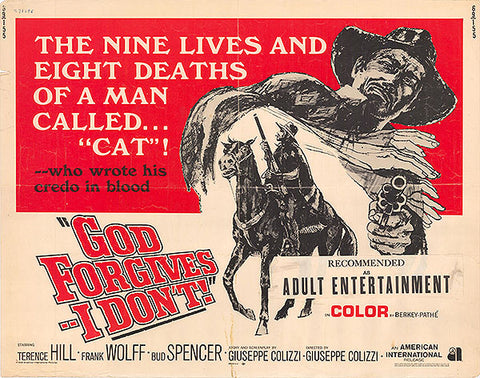 THE NINE LIVES AND
EIGHT DEATHS
OF A MAN
CALLED...
"CAT"!
--who wrote his
credo in blood
"GOD
FORGIVES
--I DON'T!"
RECOMMENDED
AS
ADULT ENTERTAINMENT
IN COLOR BY BERKEY-PATHÉ
STARRING
TERENCE HILL • FRANK WOLFF • BUD SPENCER
STORY AND SCREENPLAY BY
GIUSEPPE COLIZZI
DIRECTED BY
GIUSEPPE COLIZZI
AN AMERICAN
INTERNATIONAL
RELEASE